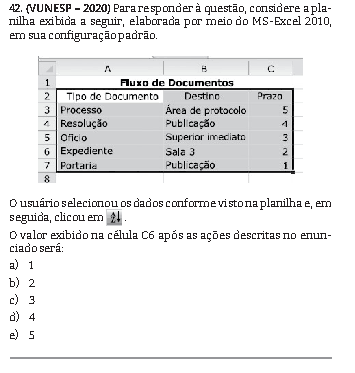 42. (VUNESP – 2020) Para responder à questão, considere a pla-
nilha exibida a seguir, elaborada por meio do MS-Excel 2010,
em sua configuração padrão.
A B C
1 Fluxo de Documentos
2 Tipo de Documento Destino Prazo
3 Processo Área de protocolo 5
4 Resolução Publicação 4
5 Ofício Superior imediato 3
6 Expediente Sala 3 2
7 Portaria Publicação 1
8
O usuário selecionou os dados conforme visto na planilha e, em
seguida, clicou em AZ↓.
O valor exibido na célula C6 após as ações descritas no enun-
ciado será:
a) 1
b) 2
c) 3
d) 4
e) 5